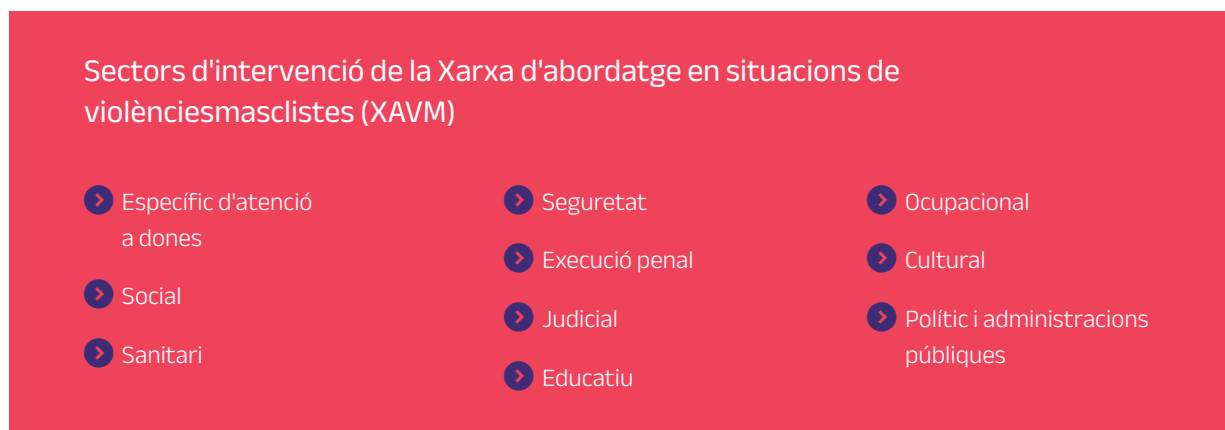 Sectors d'intervenció de la Xarxa d'abordatge en situacions de
violènciesmasclistes (XAVM)
Específic d'atenció
a dones
Social
Sanitari
Seguretat
Execució penal
Judicial
Educatiu
Ocupacional
Cultural
Polític i administracions
públiques